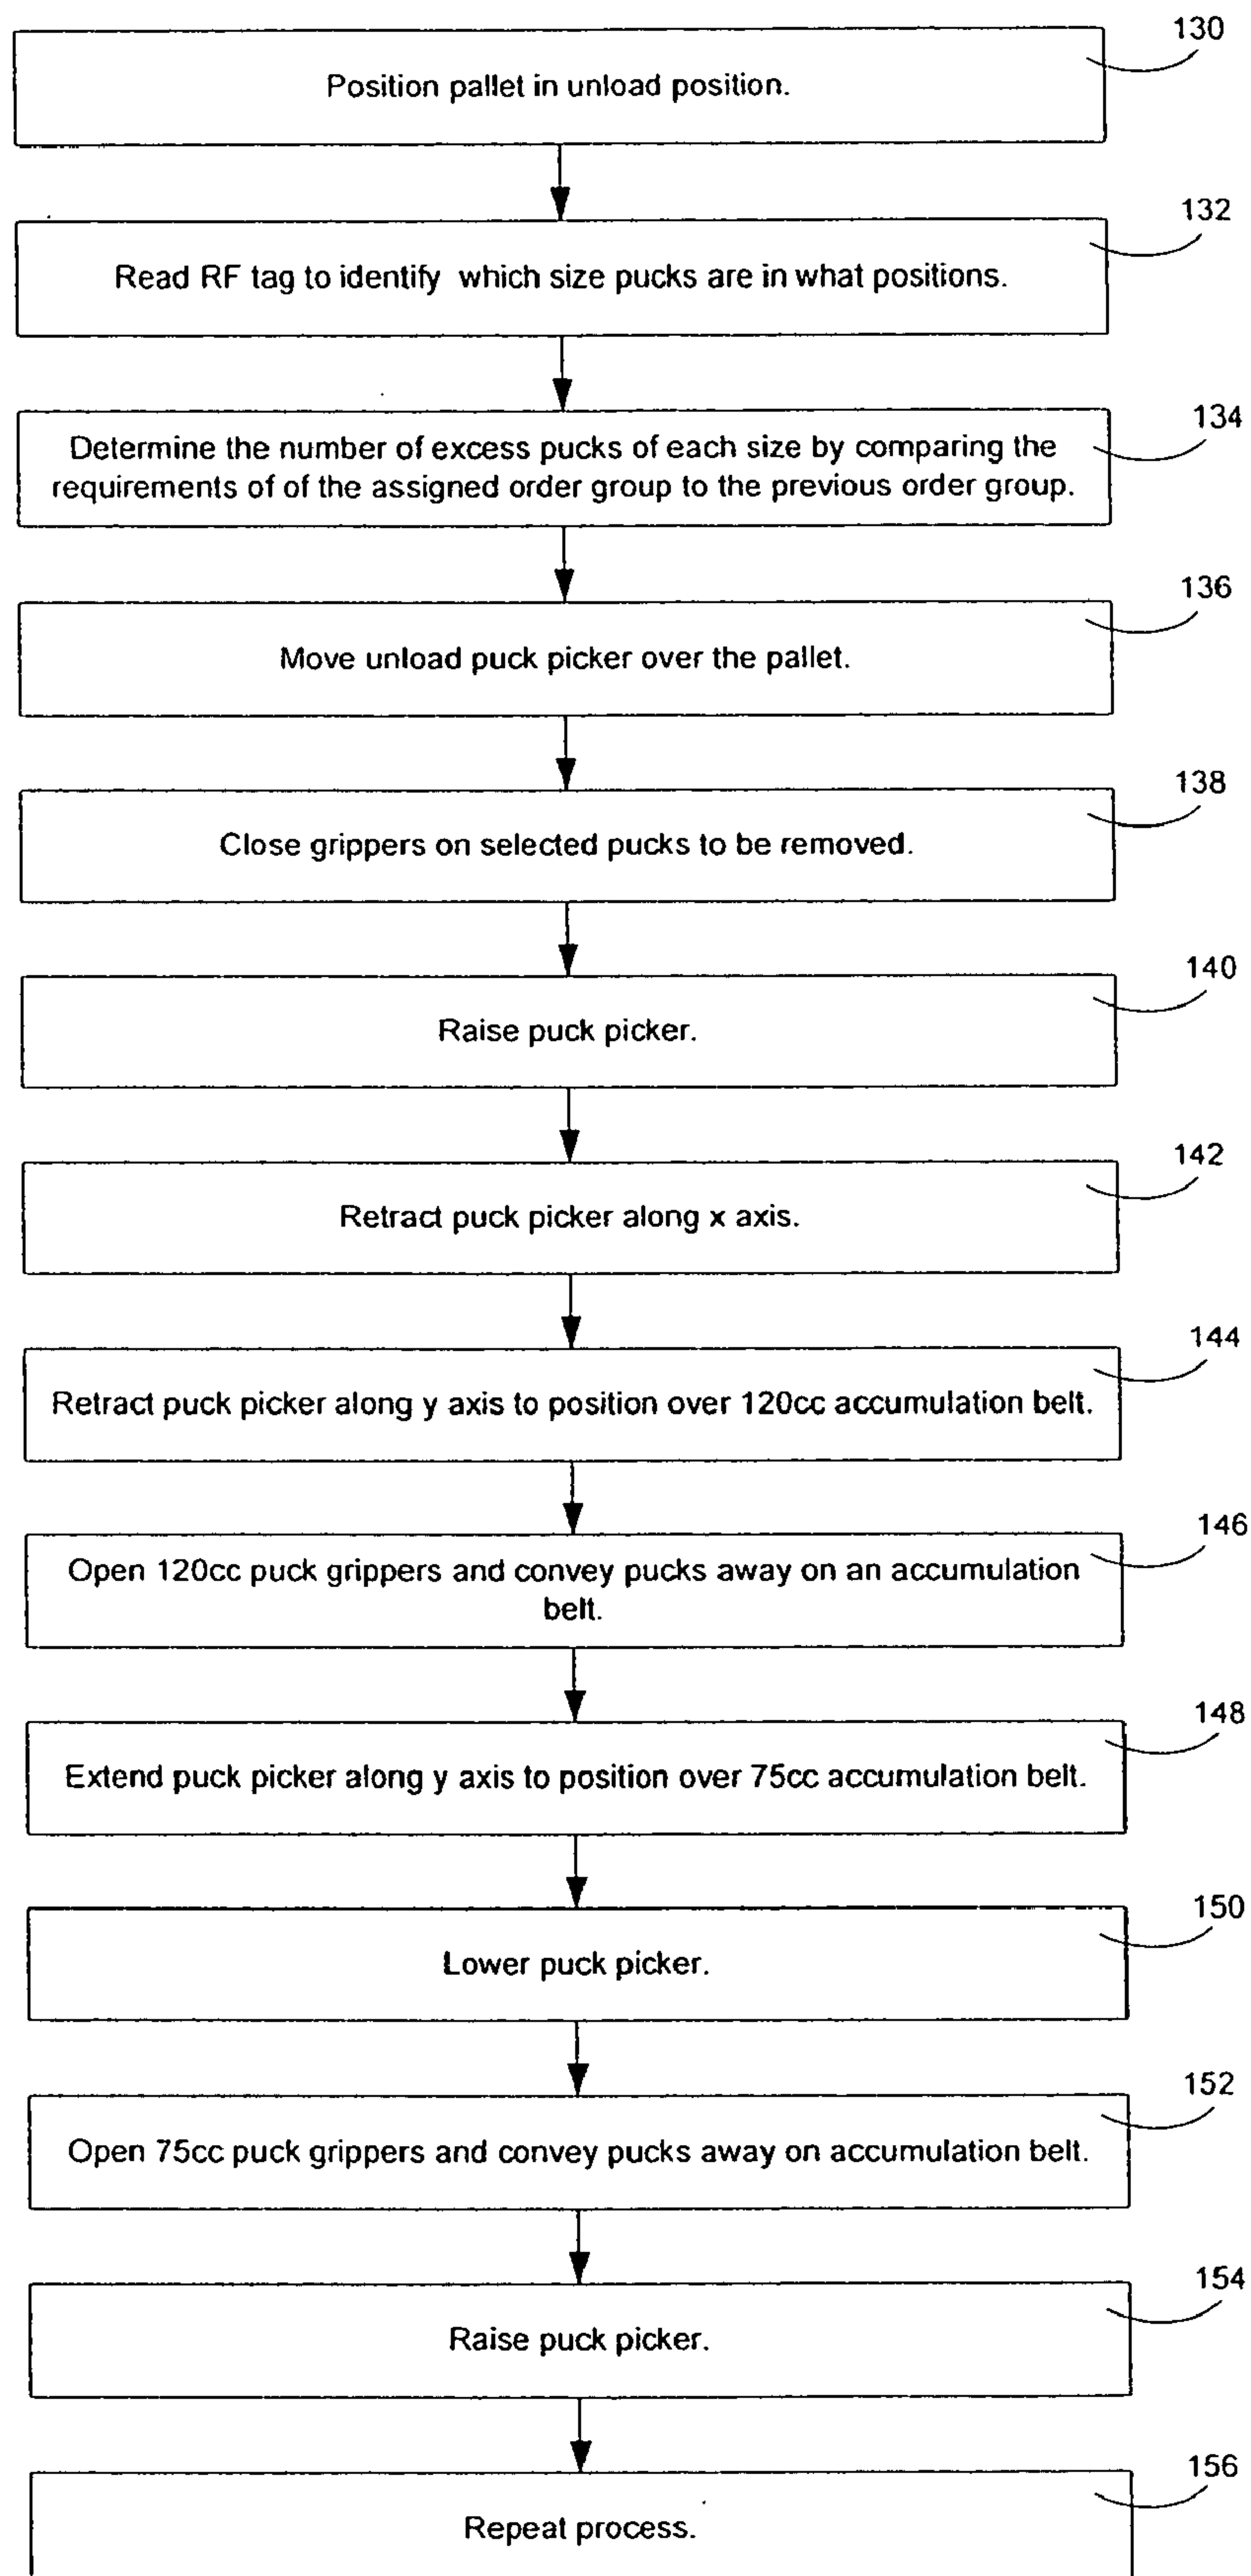 130
Position pallet in unload position.
132
Read RF tag to identify which size pucks are in what positions.
134
Determine the number of excess pucks of each size by comparing the
requirements of of the assigned order group to the previous order group.
136
Move unload puck picker over the pallet.
138
Close grippers on selected pucks to be removed.
140
Raise puck picker.
142
Retract puck picker along x axis.
144
Retract puck picker along y axis to position over 120cc accumulation belt.
146
Open 120cc puck grippers and convey pucks away on an accumulation
belt.
148
Extend puck picker along y axis to position over 75cc accumulation belt.
150
Lower puck picker.
152
Open 75cc puck grippers and convey pucks away on accumulation belt.
154
Raise puck picker.
156
Repeat process.